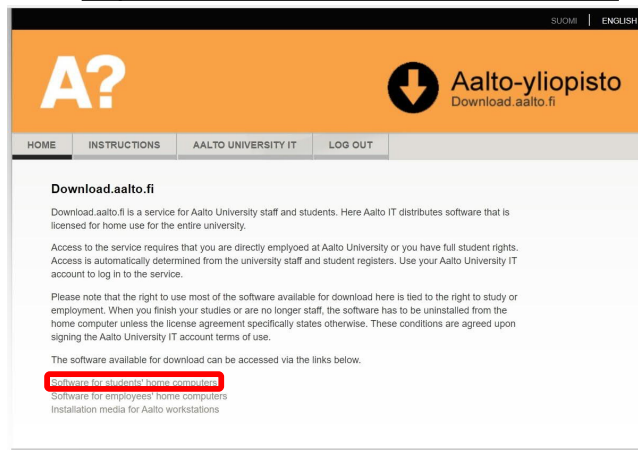 SUOMI | ENGLISH
A?
Aalto-yliopisto
Download.aalto.fi
HOME INSTRUCTIONS AALTO UNIVERSITY IT LOG OUT
Download.aalto.fi
Download.aalto.fi is a service for Aalto University staff and students. Here Aalto IT distributes software that is
licensed for home use for the entire university.
Access to the service requires that you are directly emplyoed at Aalto University or you have full student rights.
Access is automatically determined from the university staff and student registers. Use your Aalto University IT
account to log in to the service.
Please note that the right to use most of the software available for download here is tied to the right to study or
employment. When you finish your studies or are no longer staff, the software has to be uninstalled from the
home computer unless the license agreement specifically states otherwise. These conditions are agreed upon
signing the Aalto University IT account terms of use.
The software available for download can be accessed via the links below.
Software for students' home computers
Software for employees' home computers
Installation media for Aalto workstations